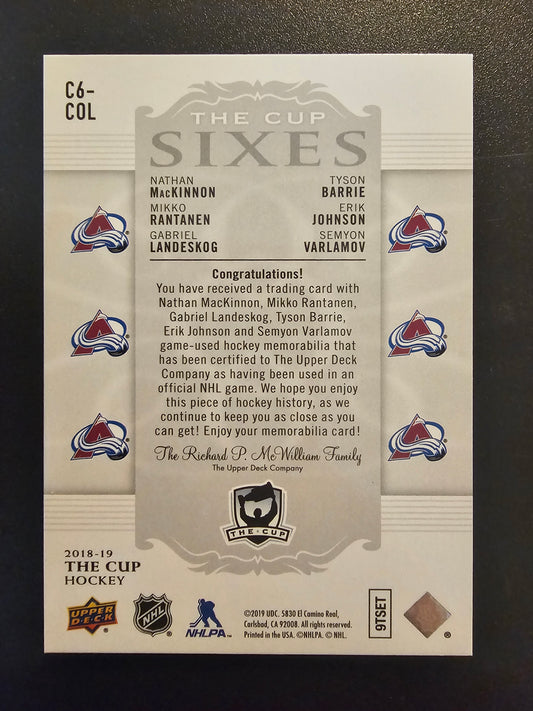 C6-
COL
THE CUP
SIXES
NATHAN
MacKINNON
TYSON
BARRIE
MIKKO
RANTANEN
ERIK
JOHNSON
GABRIEL
LANDESKOG
SEMYON
VARLAMOV
Congratulations!
You have received a trading card with
Nathan MacKinnon, Mikko Rantanen,
Gabriel Landeskog, Tyson Barrie,
Erik Johnson and Semyon Varlamov
game-used hockey memorabilia that
has been certified to The Upper Deck
Company as having been used in an
official NHL game. We hope you enjoy
this piece of hockey history, as we
continue to keep you as close as you
can get! Enjoy your memorabilia card!
The Richard P. McWilliam Family
The Upper Deck Company
THE·CUP
2018-19
THE CUP
HOCKEY
UPPER
DECK
NHL
NHLPA
©2019 UDC. 5830 El Camino Real,
Carlsbad, CA 92008. All rights reserved.
Printed in the USA. ©NHLPA. © NHL.
9TSET